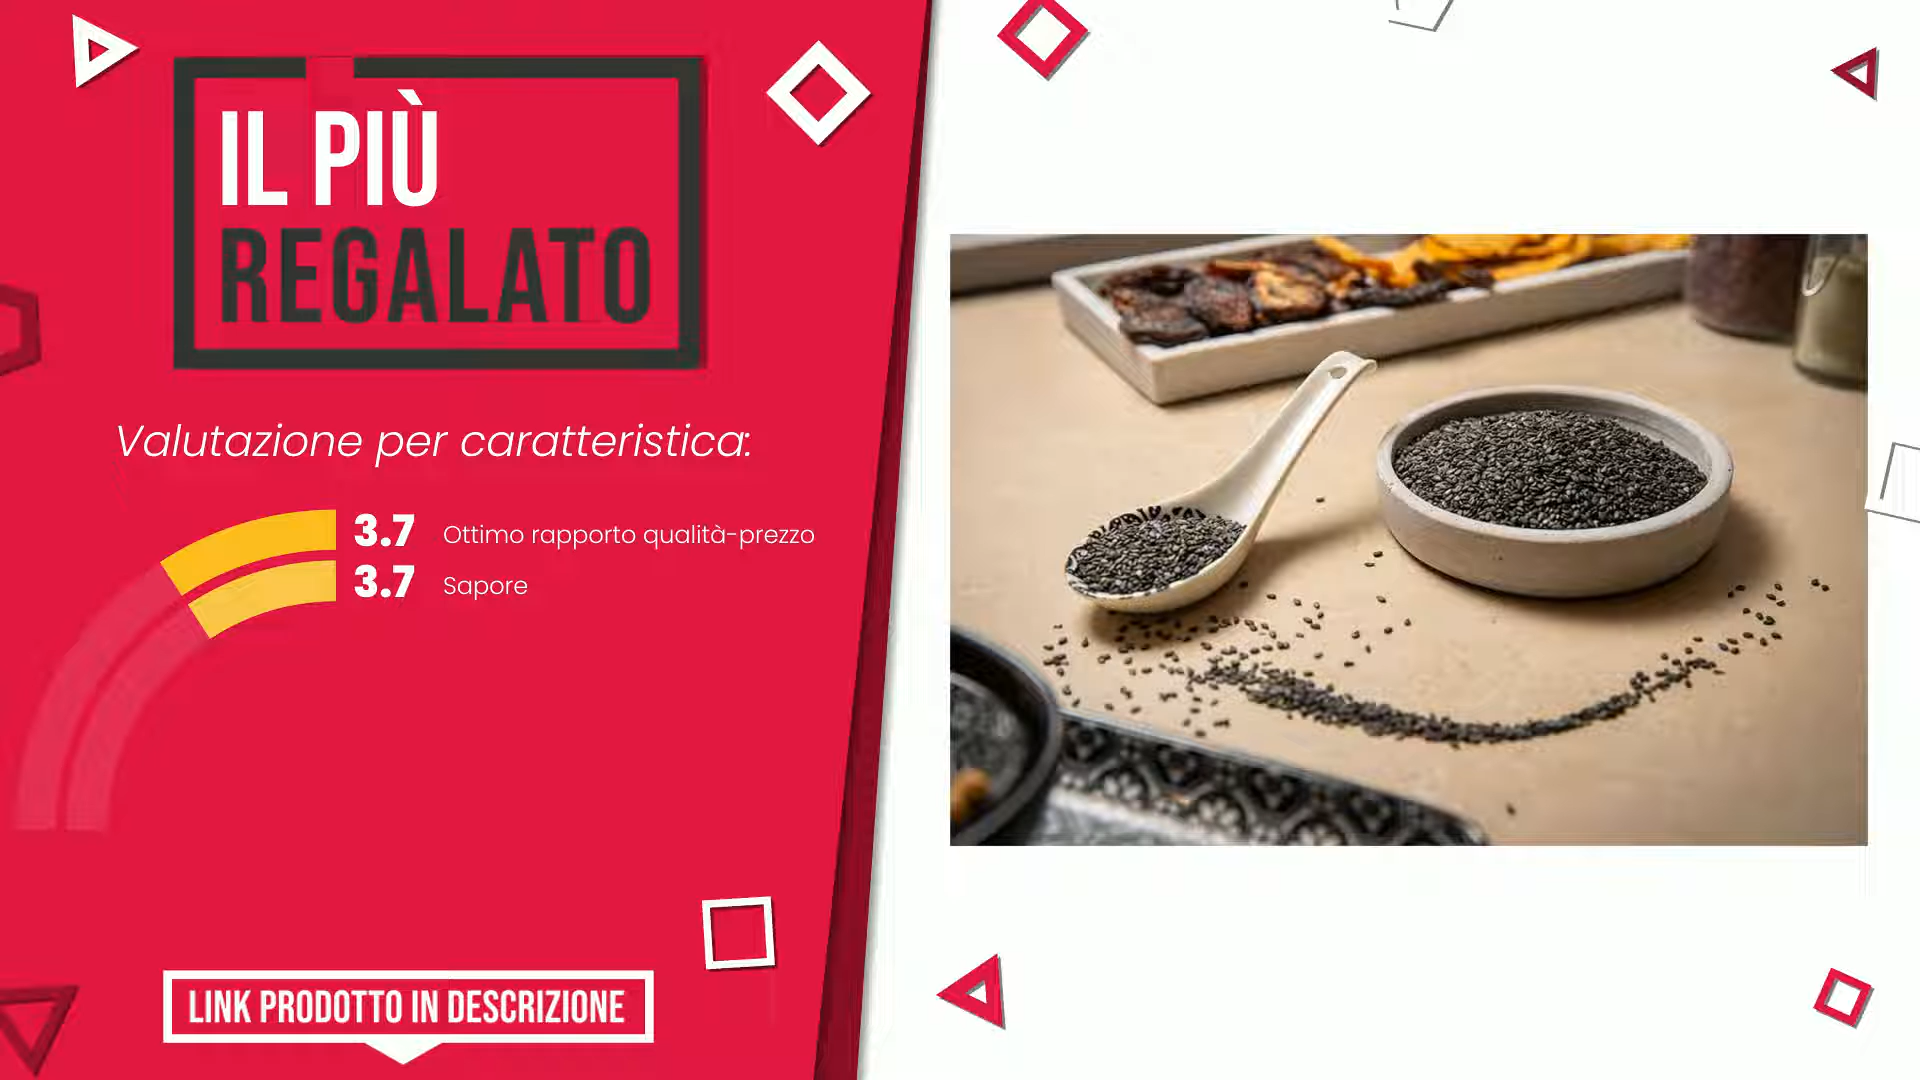 IL PIÙ
REGALATO
Valutazione per caratteristica:
3.7 Ottimo rapporto qualità-prezzo
3.7 Sapore
LINK PRODOTTO IN DESCRIZIONE